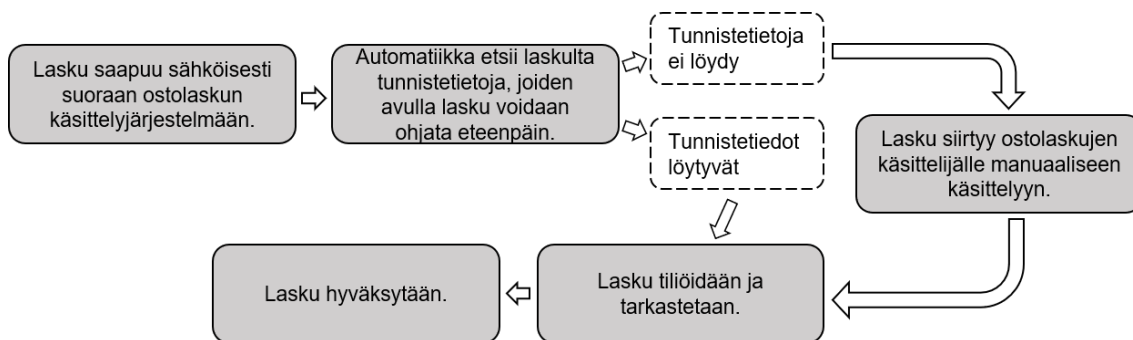 Lasku saapuu sähköisesti
suoraan ostolaskun
käsittelyjärjestelmään.
Automatiikka etsii laskulta
tunnistetietoja, joiden
avulla lasku voidaan
ohjata eteenpäin.
Tunnistetietoja
ei löydy
Tunnistetiedot
löytyvät
Lasku siirtyy ostolaskujen
käsittelijälle manuaaliseen
käsittelyyn.
Lasku tiliöidään ja
tarkastetaan.
Lasku hyväksytään.